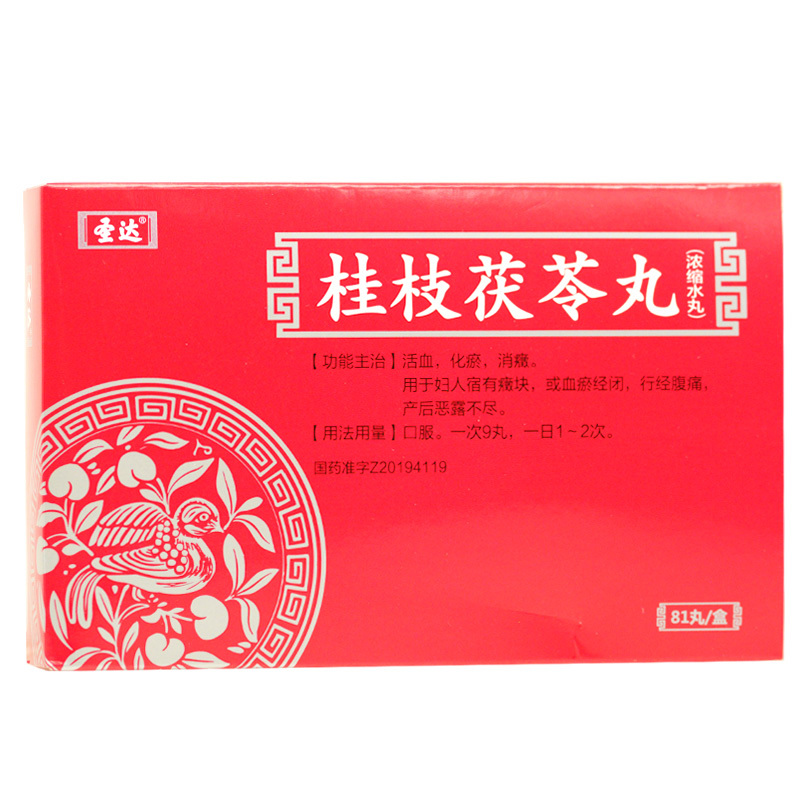 圣达®
桂枝茯苓丸(浓缩水丸)
【功能主治】活血,化瘀,消癥。
用于妇人宿有癥块,或血瘀经闭,行经腹痛,
产后恶露不尽。
【用法用量】口服。一次9丸,一日1~2次。
国药准字Z20194119
81丸/盒